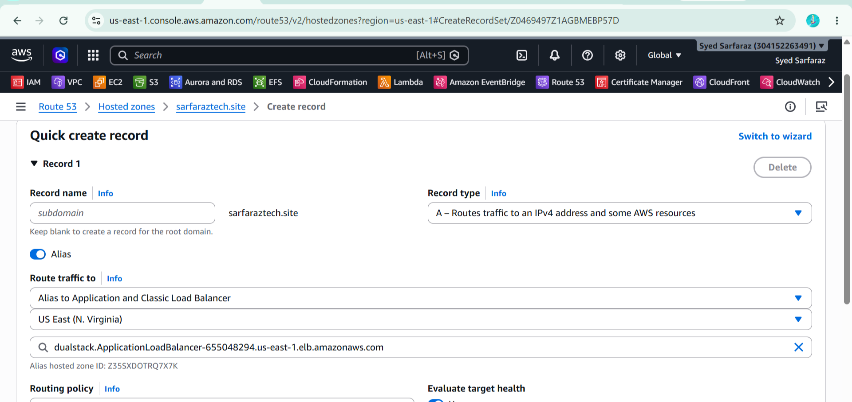 us-east-1.console.aws.amazon.com/route53/v2/hostedzones?region=us-east-1#CreateRecordSet/Z0469497Z1AGBMEBP57D
aws Search [Alt+S] Global Syed Sarfaraz (304152263491)
Syed Sarfaraz
IAM VPC EC2 S3 Aurora and RDS EFS CloudFormation Lambda Amazon EventBridge Route 53 Certificate Manager CloudFront CloudWatch
Route 53 Hosted zones sarfaraztech.site Create record
Quick create record Switch to wizard
Record 1 Delete
Record name Info Record type Info
subdomain sarfaraztech.site A – Routes traffic to an IPv4 address and some AWS resources
Keep blank to create a record for the root domain.
Alias
Route traffic to Info
Alias to Application and Classic Load Balancer
US East (N. Virginia)
dualstack.ApplicationLoadBalancer-655048294.us-east-1.elb.amazonaws.com
Alias hosted zone ID: Z35SXDOTRQ7X7K
Routing policy Info Evaluate target health